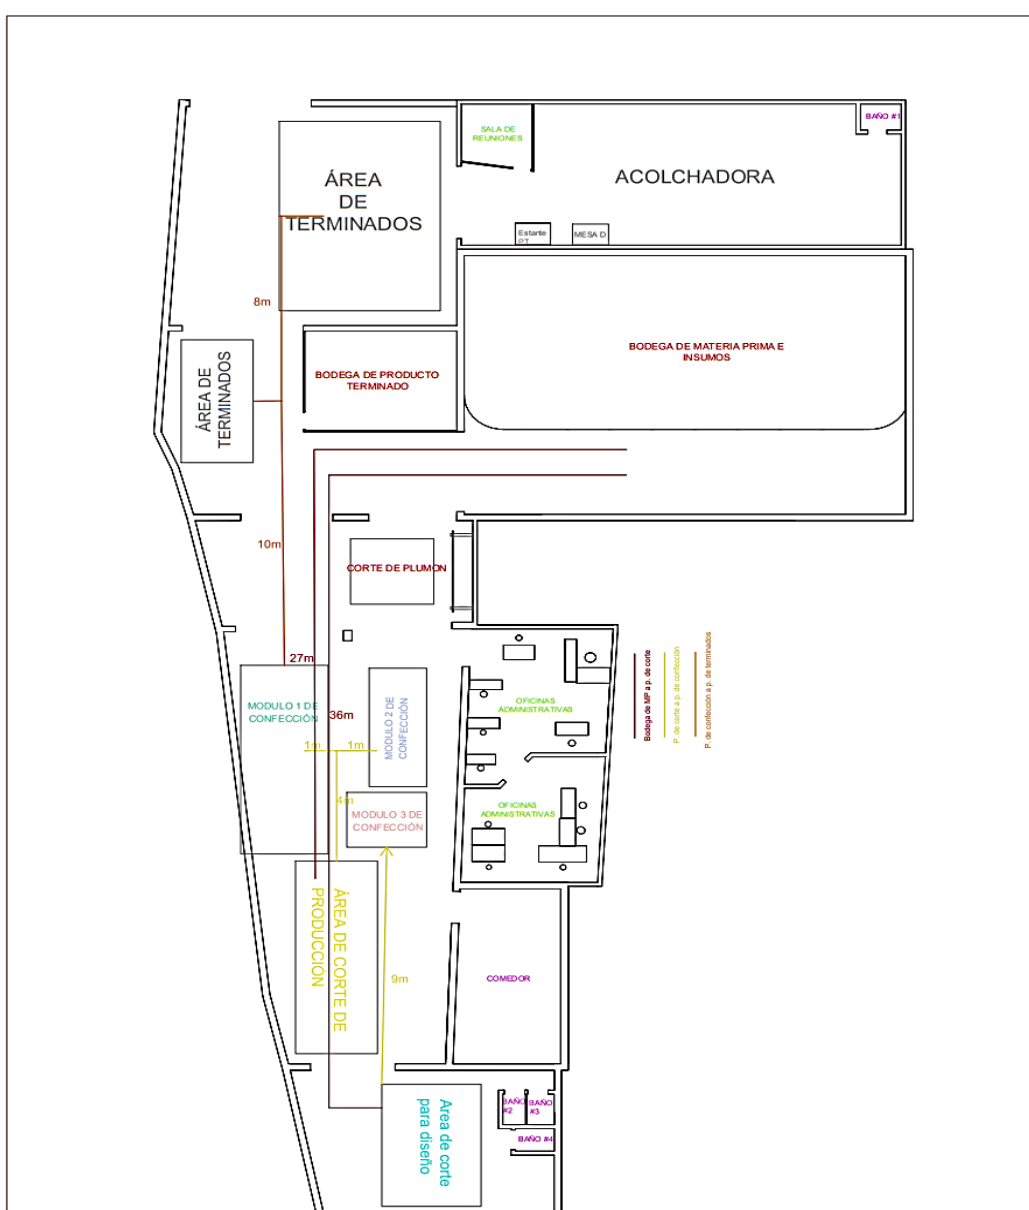 SALA DE
REUNIONES
BAÑO #1
ACOLCHADORA
ÁREA
DE
TERMINADOS
Estarte
PT
MESA D
8m
BODEGA DE MATERIA PRIMA E
INSUMOS
BODEGA DE PRODUCTO
TERMINADO
ÁREA DE
TERMINADOS
10m
CORTE DE PLUMON
27m
MODULO 1 DE
CONFECCIÓN
36m
MODULO 2 DE
CONFECCIÓN
OFICINAS
ADMINISTRATIVAS
Bodega de MP a p. de corte
P. de corte a p. de confección
P. de confección a p. de terminados
1m
1m
4m
MODULO 3 DE
CONFECCIÓN
OFICINAS
ADMINISTRATIVAS
ÁREA DE CORTE DE
PRODUCCIÓN
9m
COMEDOR
Area de corte
para diseño
BAÑO
#2
BAÑO
#3
BAÑO #4